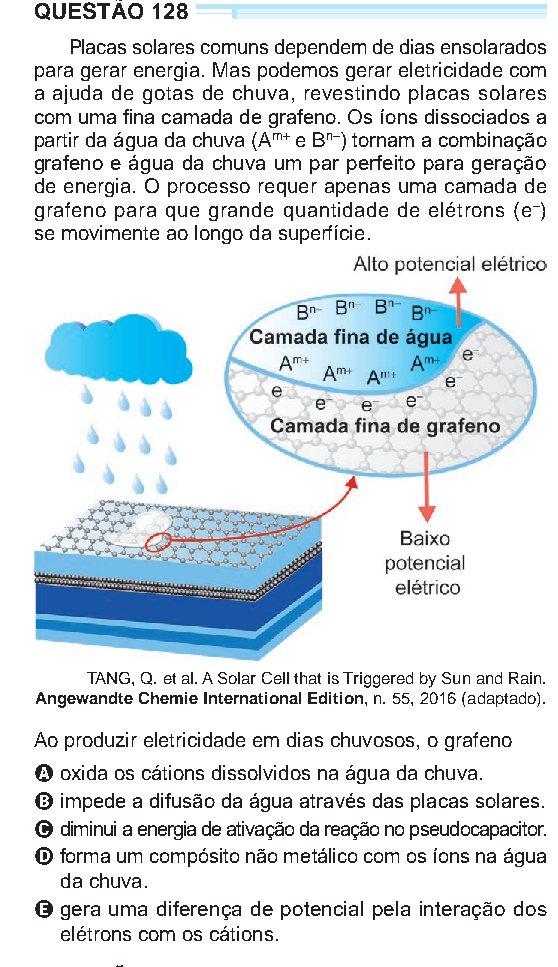 QUESTÃO 128
Placas solares comuns dependem de dias ensolarados
para gerar energia. Mas podemos gerar eletricidade com
a ajuda de gotas de chuva, revestindo placas solares
com uma fina camada de grafeno. Os íons dissociados a
partir da água da chuva (Aᵐ⁺ e Bⁿ⁻) tornam a combinação
grafeno e água da chuva um par perfeito para geração
de energia. O processo requer apenas uma camada de
grafeno para que grande quantidade de elétrons (e⁻)
se movimente ao longo da superfície.
Alto potencial elétrico
Bⁿ⁻ Bⁿ⁻ Bⁿ⁻ Bⁿ⁻
Camada fina de água
Aᵐ⁺ Aᵐ⁺ Aᵐ⁺ Aᵐ⁺
e⁻ e⁻ e⁻ e⁻ e⁻ e⁻
Camada fina de grafeno
Baixo
potencial
elétrico
TANG, Q. et al. A Solar Cell that is Triggered by Sun and Rain.
Angewandte Chemie International Edition, n. 55, 2016 (adaptado).
Ao produzir eletricidade em dias chuvosos, o grafeno
A oxida os cátions dissolvidos na água da chuva.
B impede a difusão da água através das placas solares.
C diminui a energia de ativação da reação no pseudocapacitor.
D forma um compósito não metálico com os íons na água
da chuva.
E gera uma diferença de potencial pela interação dos
elétrons com os cátions.